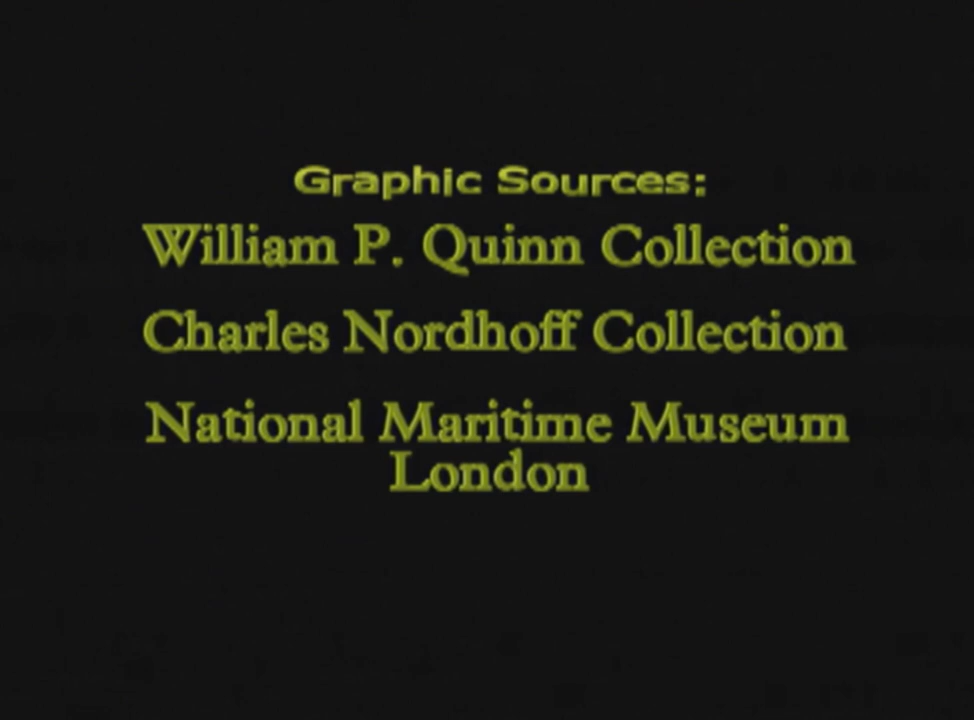 Graphic Sources:
William P. Quinn Collection
Charles Nordhoff Collection
National Maritime Museum
London